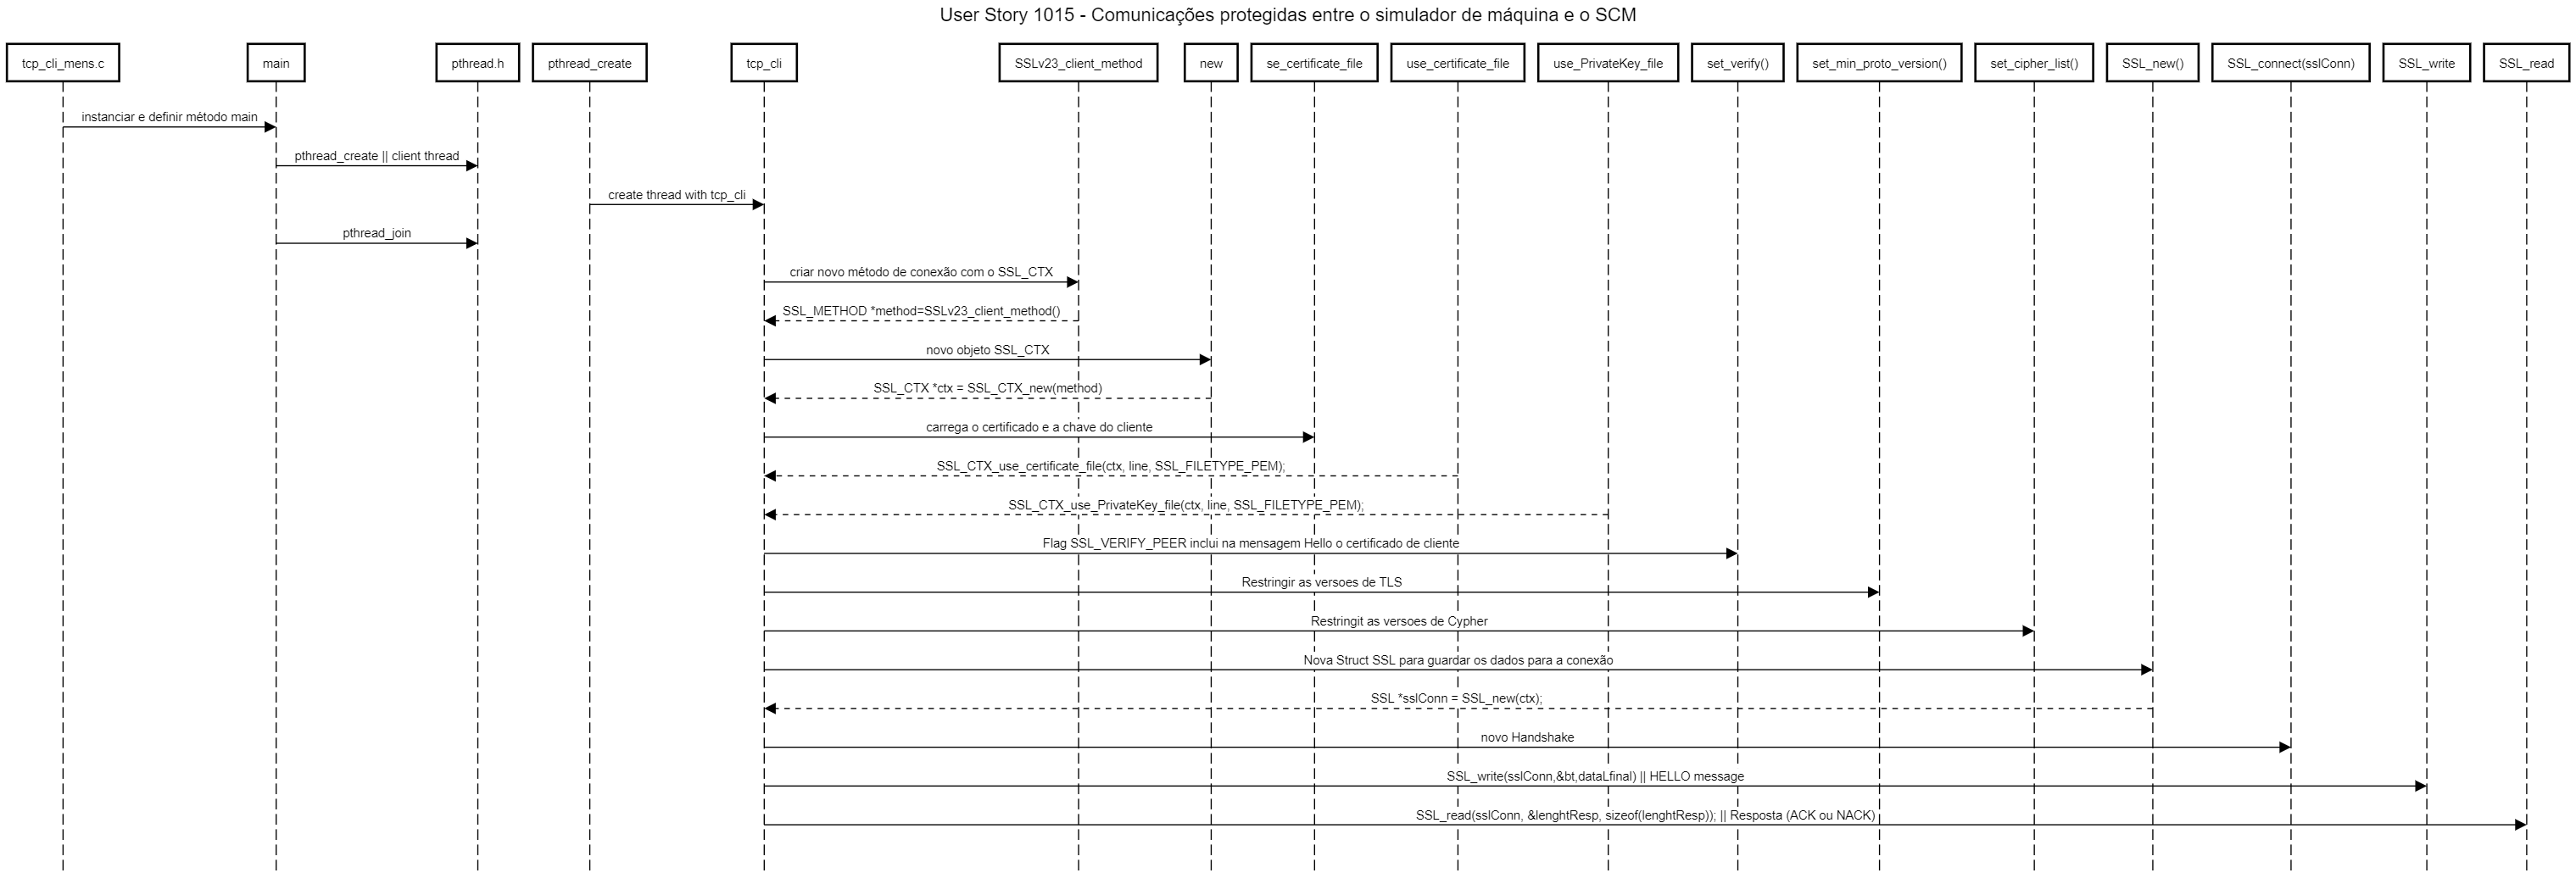 User Story 1015 - Comunicações protegidas entre o simulador de máquina e o SCM
tcp_cli_mens.c
main
pthread.h
pthread_create
tcp_cli
SSLv23_client_method
new
se_certificate_file
use_certificate_file
use_PrivateKey_file
set_verify()
set_min_proto_version()
set_cipher_list()
SSL_new()
SSL_connect(sslConn)
SSL_write
SSL_read
instanciar e definir método main
pthread_create || client thread
create thread with tcp_cli
pthread_join
criar novo método de conexão com o SSL_CTX
SSL_METHOD *method=SSLv23_client_method()
novo objeto SSL_CTX
SSL_CTX *ctx = SSL_CTX_new(method)
carrega o certificado e a chave do cliente
SSL_CTX_use_certificate_file(ctx, line, SSL_FILETYPE_PEM);
SSL_CTX_use_PrivateKey_file(ctx, line, SSL_FILETYPE_PEM);
Flag SSL_VERIFY_PEER inclui na mensagem Hello o certificado de cliente
Restringir as versoes de TLS
Restringit as versoes de Cypher
Nova Struct SSL para guardar os dados para a conexão
SSL *sslConn = SSL_new(ctx);
novo Handshake
SSL_write(sslConn,&bt,dataLfinal) || HELLO message
SSL_read(sslConn, &lenghtResp, sizeof(lenghtResp)); || Resposta (ACK ou NACK)